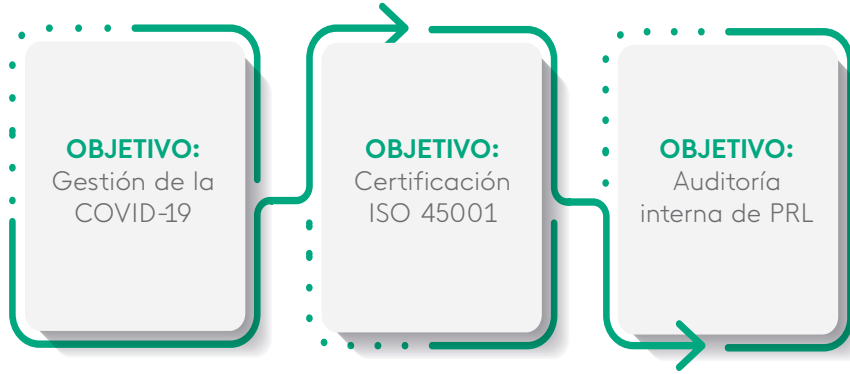 OBJETIVO:
Gestión de la
COVID-19
OBJETIVO:
Certificación
ISO 45001
OBJETIVO:
Auditoría
interna de PRL